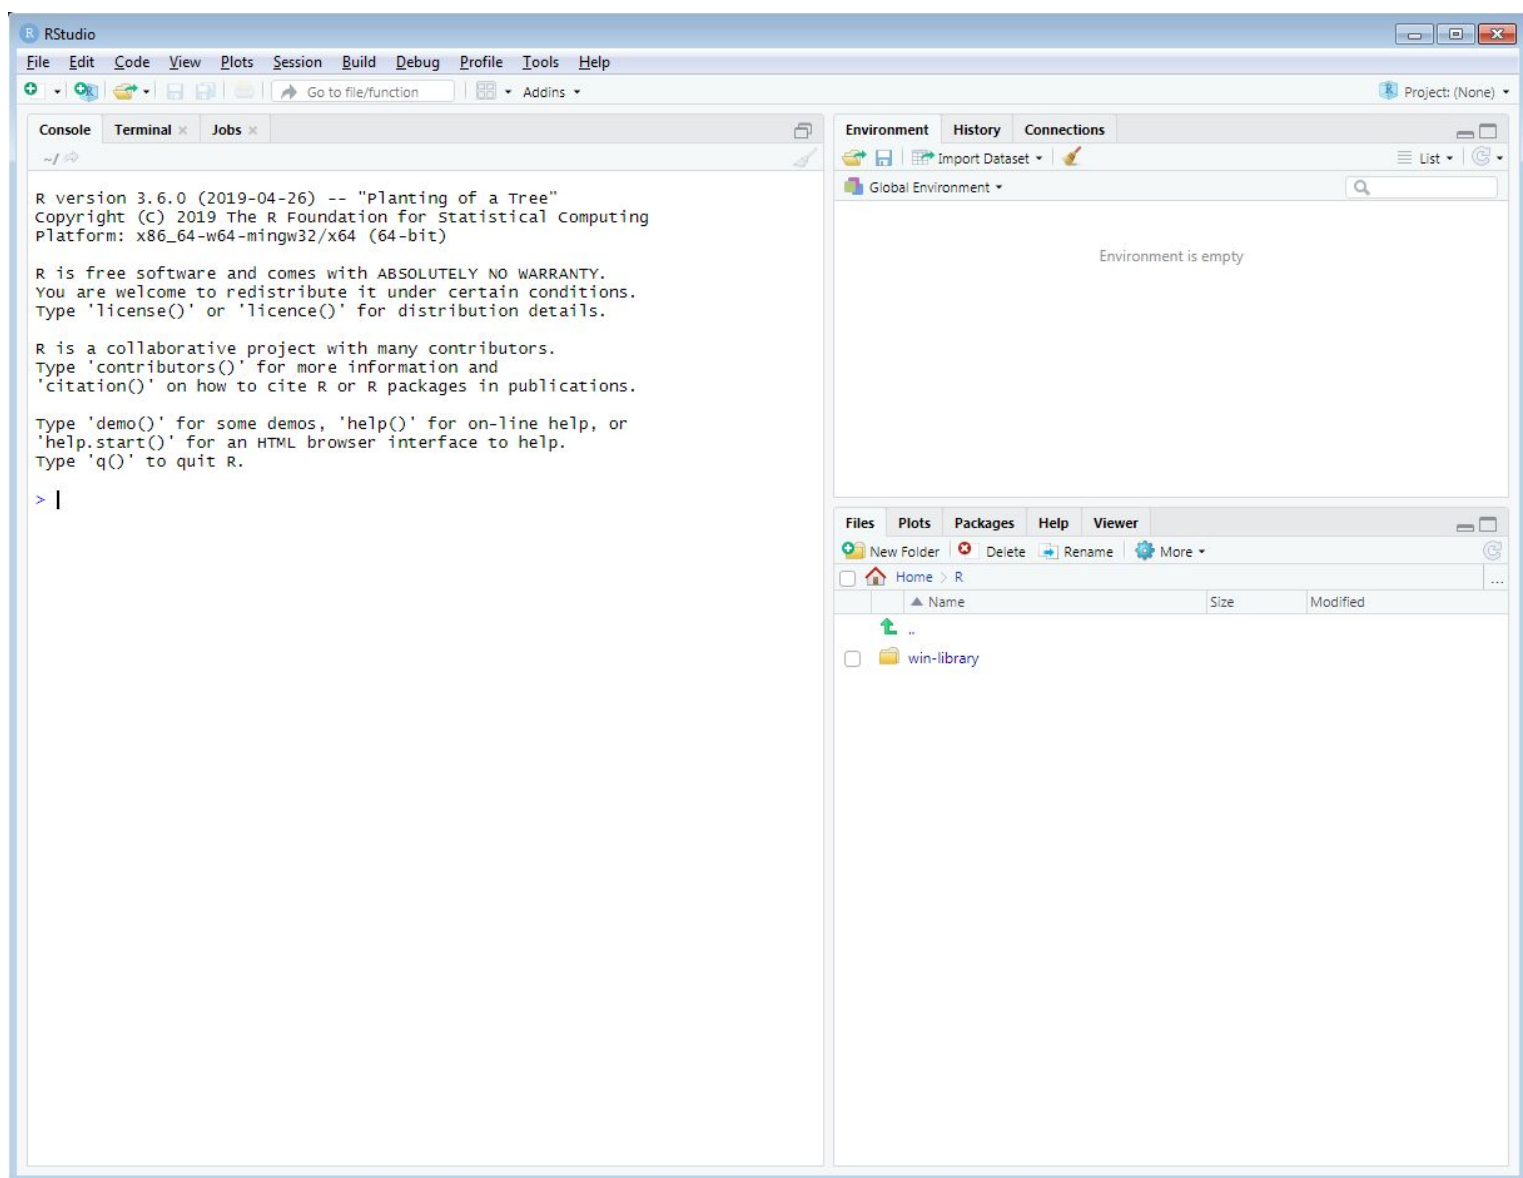 RStudio
File Edit Code View Plots Session Build Debug Profile Tools Help
Go to file/function Addins Project: (None)
Console Terminal Jobs
~/
R version 3.6.0 (2019-04-26) -- "Planting of a Tree"
Copyright (C) 2019 The R Foundation for Statistical Computing
Platform: x86_64-w64-mingw32/x64 (64-bit)
R is free software and comes with ABSOLUTELY NO WARRANTY.
You are welcome to redistribute it under certain conditions.
Type 'license()' or 'licence()' for distribution details.
R is a collaborative project with many contributors.
Type 'contributors()' for more information and
'citation()' on how to cite R or R packages in publications.
Type 'demo()' for some demos, 'help()' for on-line help, or
'help.start()' for an HTML browser interface to help.
Type 'q()' to quit R.
>
Environment History Connections
Import Dataset List
Global Environment
Environment is empty
Files Plots Packages Help Viewer
New Folder Delete Rename More
Home > R ...
Name Size Modified
..
win-library